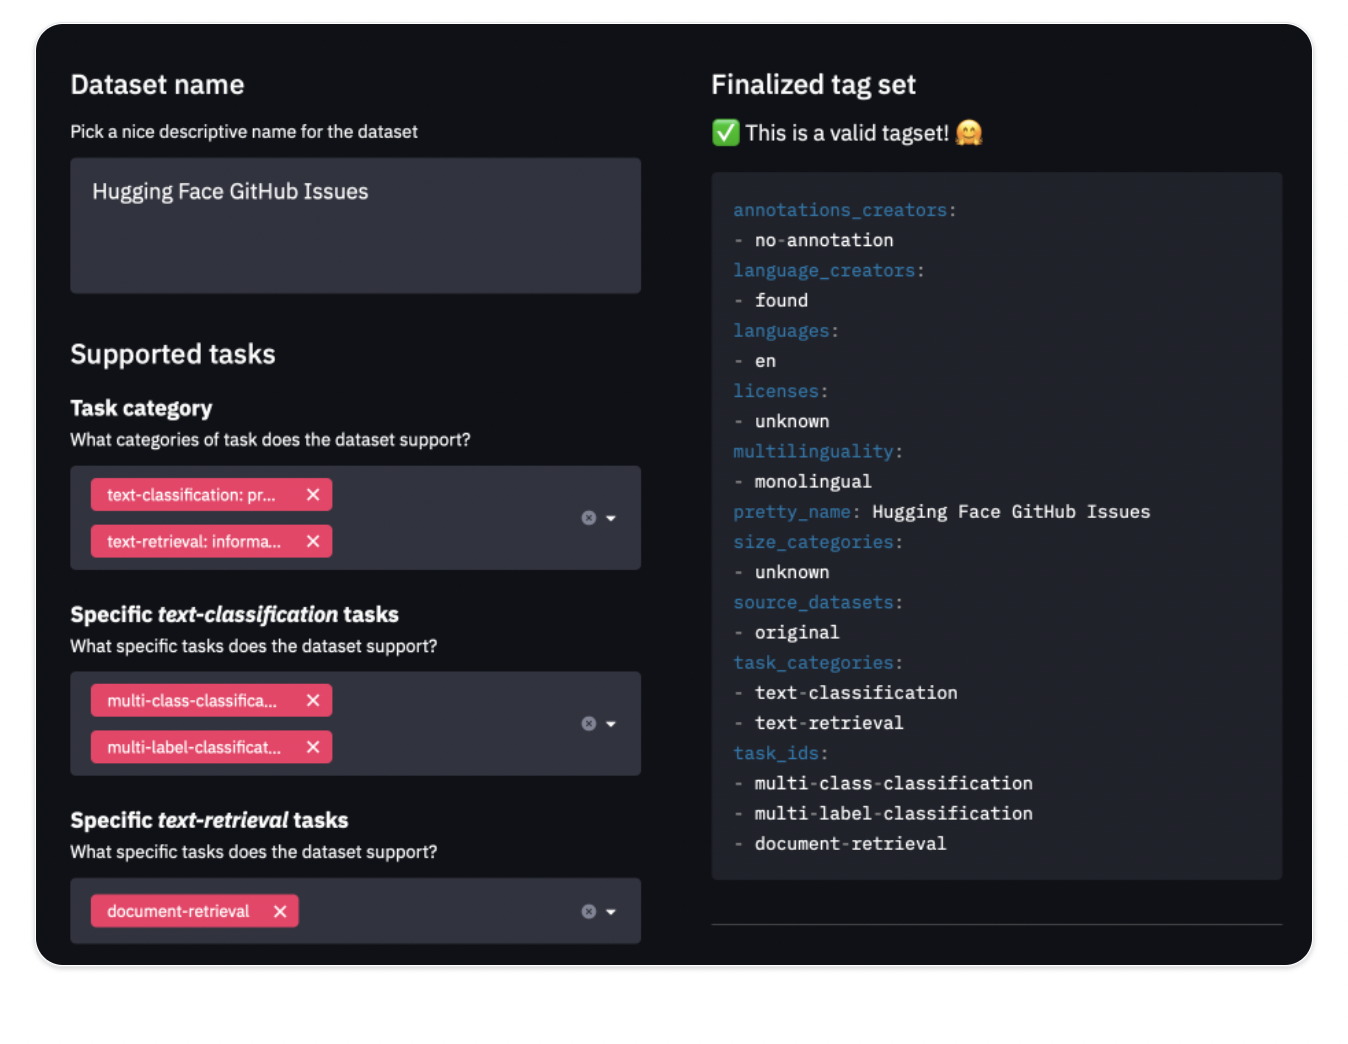 Dataset name
Pick a nice descriptive name for the dataset
Hugging Face GitHub Issues
Supported tasks
Task category
What categories of task does the dataset support?
text-classification: pr...
text-retrieval: informa...
Specific text-classification tasks
What specific tasks does the dataset support?
multi-class-classifica...
multi-label-classificat...
Specific text-retrieval tasks
What specific tasks does the dataset support?
document-retrieval
Finalized tag set
✅ This is a valid tagset! 🤗
annotations_creators:
- no-annotation
language_creators:
- found
languages:
- en
licenses:
- unknown
multilinguality:
- monolingual
pretty_name: Hugging Face GitHub Issues
size_categories:
- unknown
source_datasets:
- original
task_categories:
- text-classification
- text-retrieval
task_ids:
- multi-class-classification
- multi-label-classification
- document-retrieval